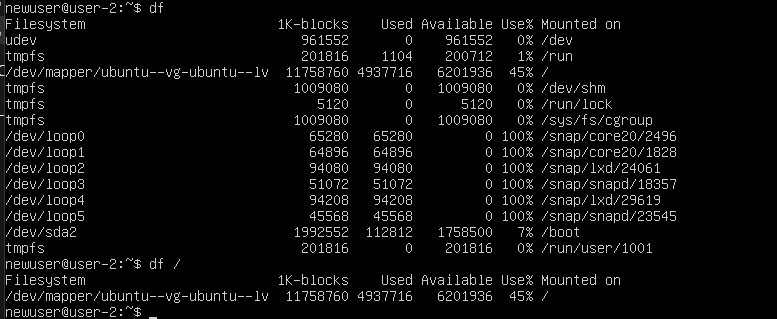 newuser@user-2:~$ df
Filesystem                        1K-blocks    Used Available Use% Mounted on
udev                                 961552       0    961552   0% /dev
tmpfs                                201816    1104    200712   1% /run
/dev/mapper/ubuntu--vg-ubuntu--lv  11758760 4937716   6201936  45% /
tmpfs                               1009080       0   1009080   0% /dev/shm
tmpfs                                  5120       0      5120   0% /run/lock
tmpfs                               1009080       0   1009080   0% /sys/fs/cgroup
/dev/loop0                            65280   65280         0 100% /snap/core20/2496
/dev/loop1                            64896   64896         0 100% /snap/core20/1828
/dev/loop2                            94080   94080         0 100% /snap/lxd/24061
/dev/loop3                            51072   51072         0 100% /snap/snapd/18357
/dev/loop4                            94208   94208         0 100% /snap/lxd/29619
/dev/loop5                            45568   45568         0 100% /snap/snapd/23545
/dev/sda2                           1992552  112812   1758500   7% /boot
tmpfs                                201816       0    201816   0% /run/user/1001
newuser@user-2:~$ df /
Filesystem                        1K-blocks    Used Available Use% Mounted on
/dev/mapper/ubuntu--vg-ubuntu--lv  11758760 4937716   6201936  45% /
newuser@user-2:~$ _